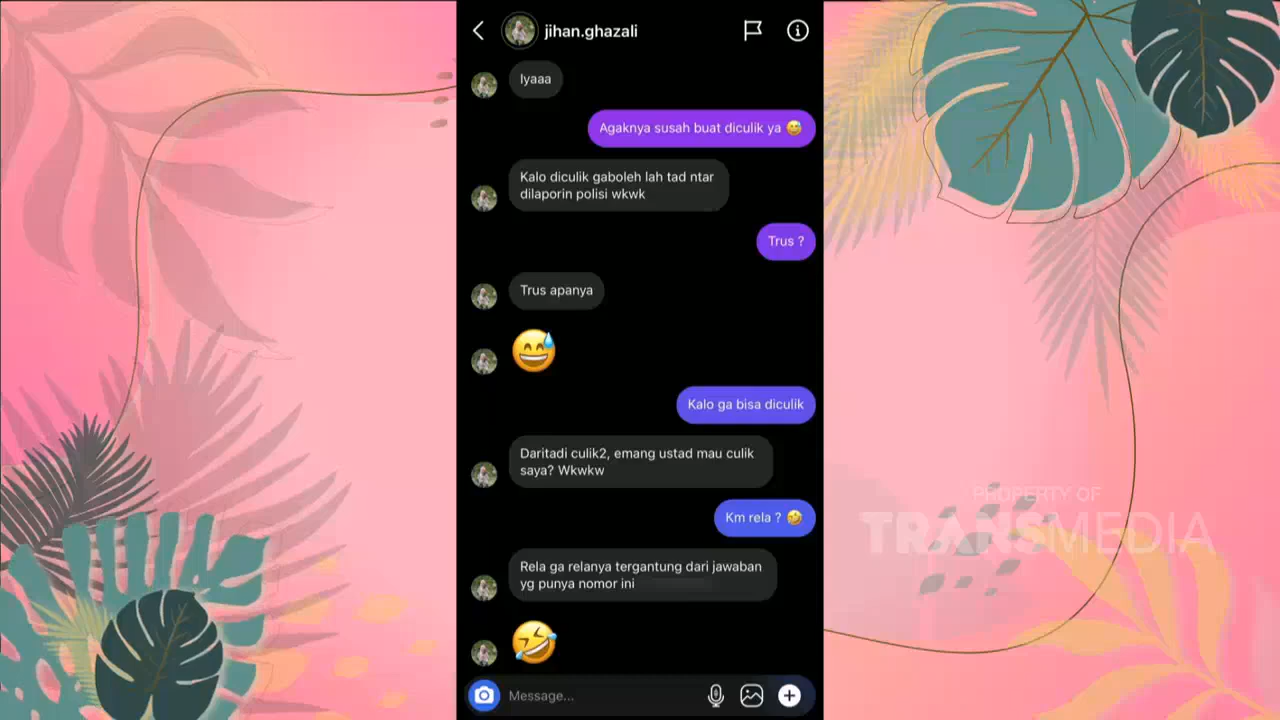 jihan.ghazali
Iyaaa
Agaknya susah buat diculik ya 😅
Kalo diculik gaboleh lah tad ntar
dilaporin polisi wkwk
Trus ?
Trus apanya
😅
Kalo ga bisa diculik
Daritadi culik2, emang ustad mau culik
saya? Wkwkw
Km rela ? 🤣
Rela ga relanya tergantung dari jawaban
yg punya nomor ini
🤣
Message...
PROPERTY OF
TRANSMEDIA